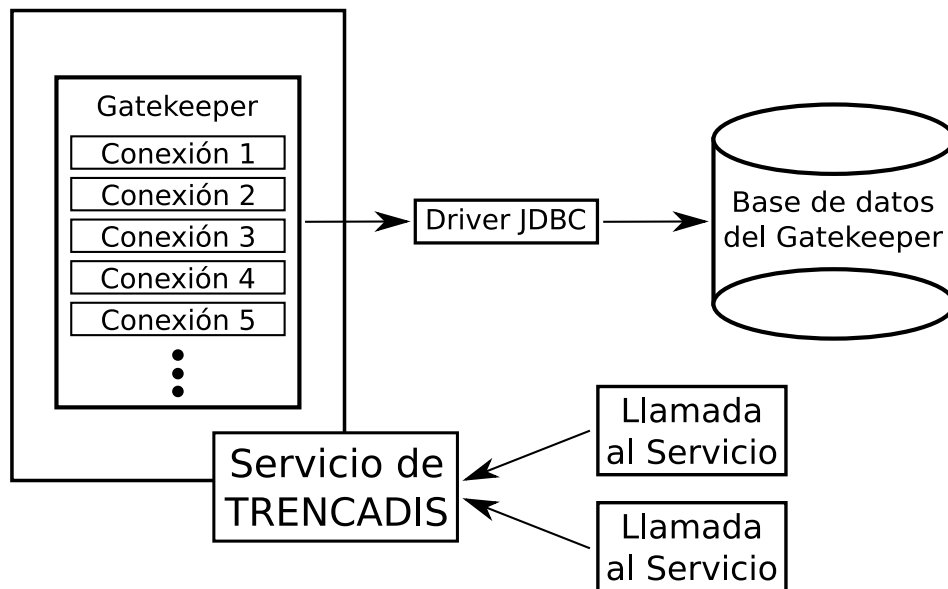 Gatekeeper
Conexión 1
Conexión 2
Conexión 3
Conexión 4
Conexión 5
Driver JDBC
Base de datos
del Gatekeeper
Servicio de
TRENCADIS
Llamada
al Servicio
Llamada
al Servicio